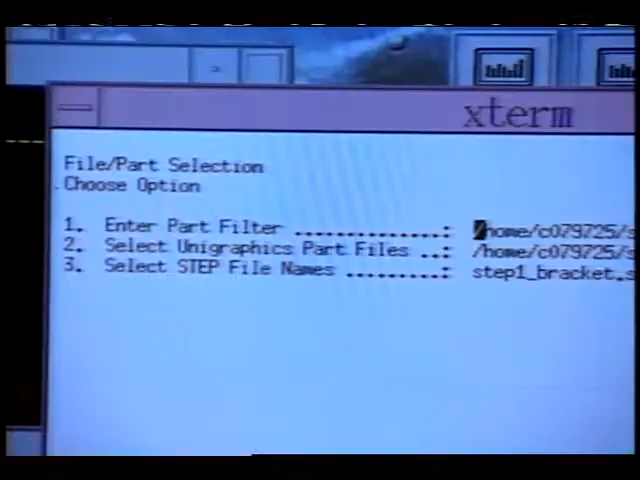 xterm
File/Part Selection
Choose Option
1. Enter Part Filter ..............: /home/c079725/s
2. Select Unigraphics Part Files ..: /home/c079725/s
3. Select STEP File Names .........: step1_bracket.s